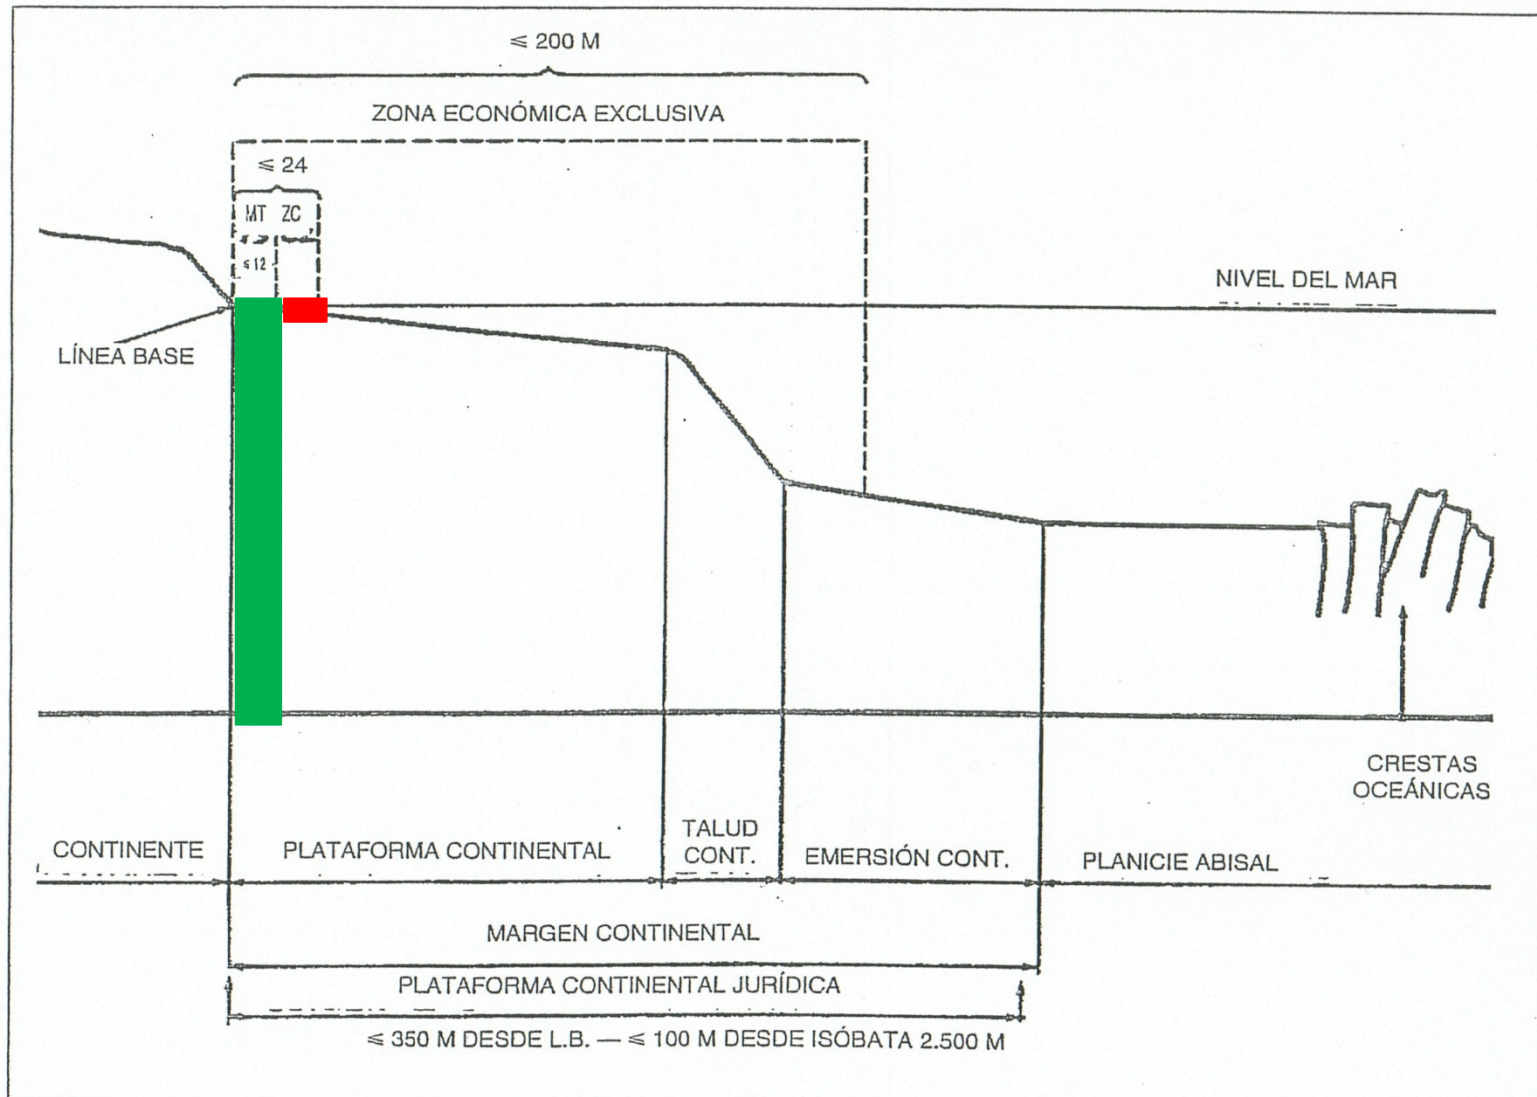 ≤ 200 M
ZONA ECONÓMICA EXCLUSIVA
≤ 24
MT ZC
≤12
NIVEL DEL MAR
LÍNEA BASE
CRESTAS
OCEÁNICAS
CONTINENTE
PLATAFORMA CONTINENTAL
TALUD
CONT.
EMERSIÓN CONT.
PLANICIE ABISAL
MARGEN CONTINENTAL
PLATAFORMA CONTINENTAL JURÍDICA
≤ 350 M DESDE L.B. — ≤ 100 M DESDE ISÓBATA 2.500 M